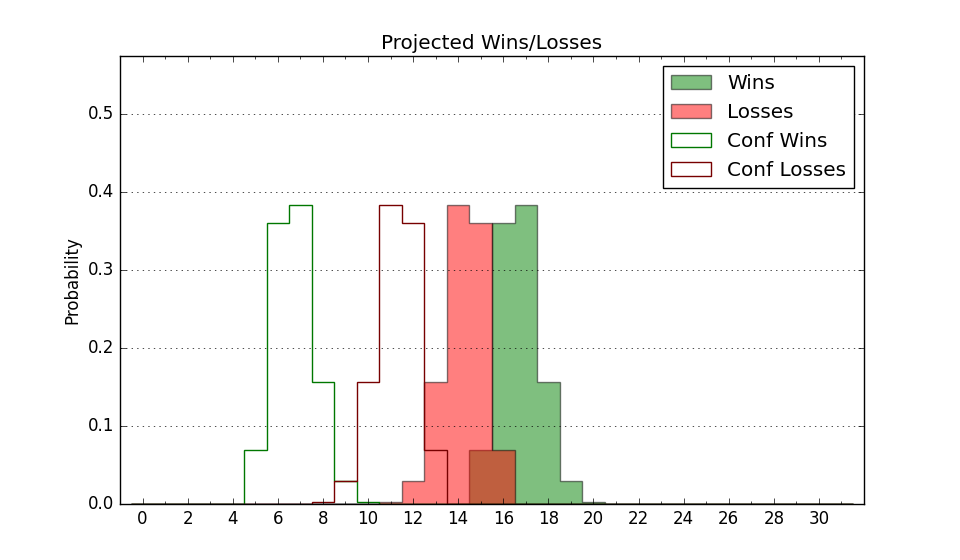 Projected Wins/Losses
Wins
Losses
Conf Wins
Conf Losses
Probability
0.5
0.4
0.3
0.2
0.1
0.0
0 2 4 6 8 10 12 14 16 18 20 22 24 26 28 30